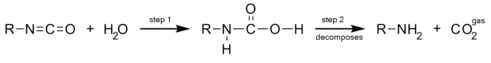 O
R–N=C=O + H₂O step 1 R–N–C–O–H step 2 R–NH₂ + CO₂ gas
H decomposes